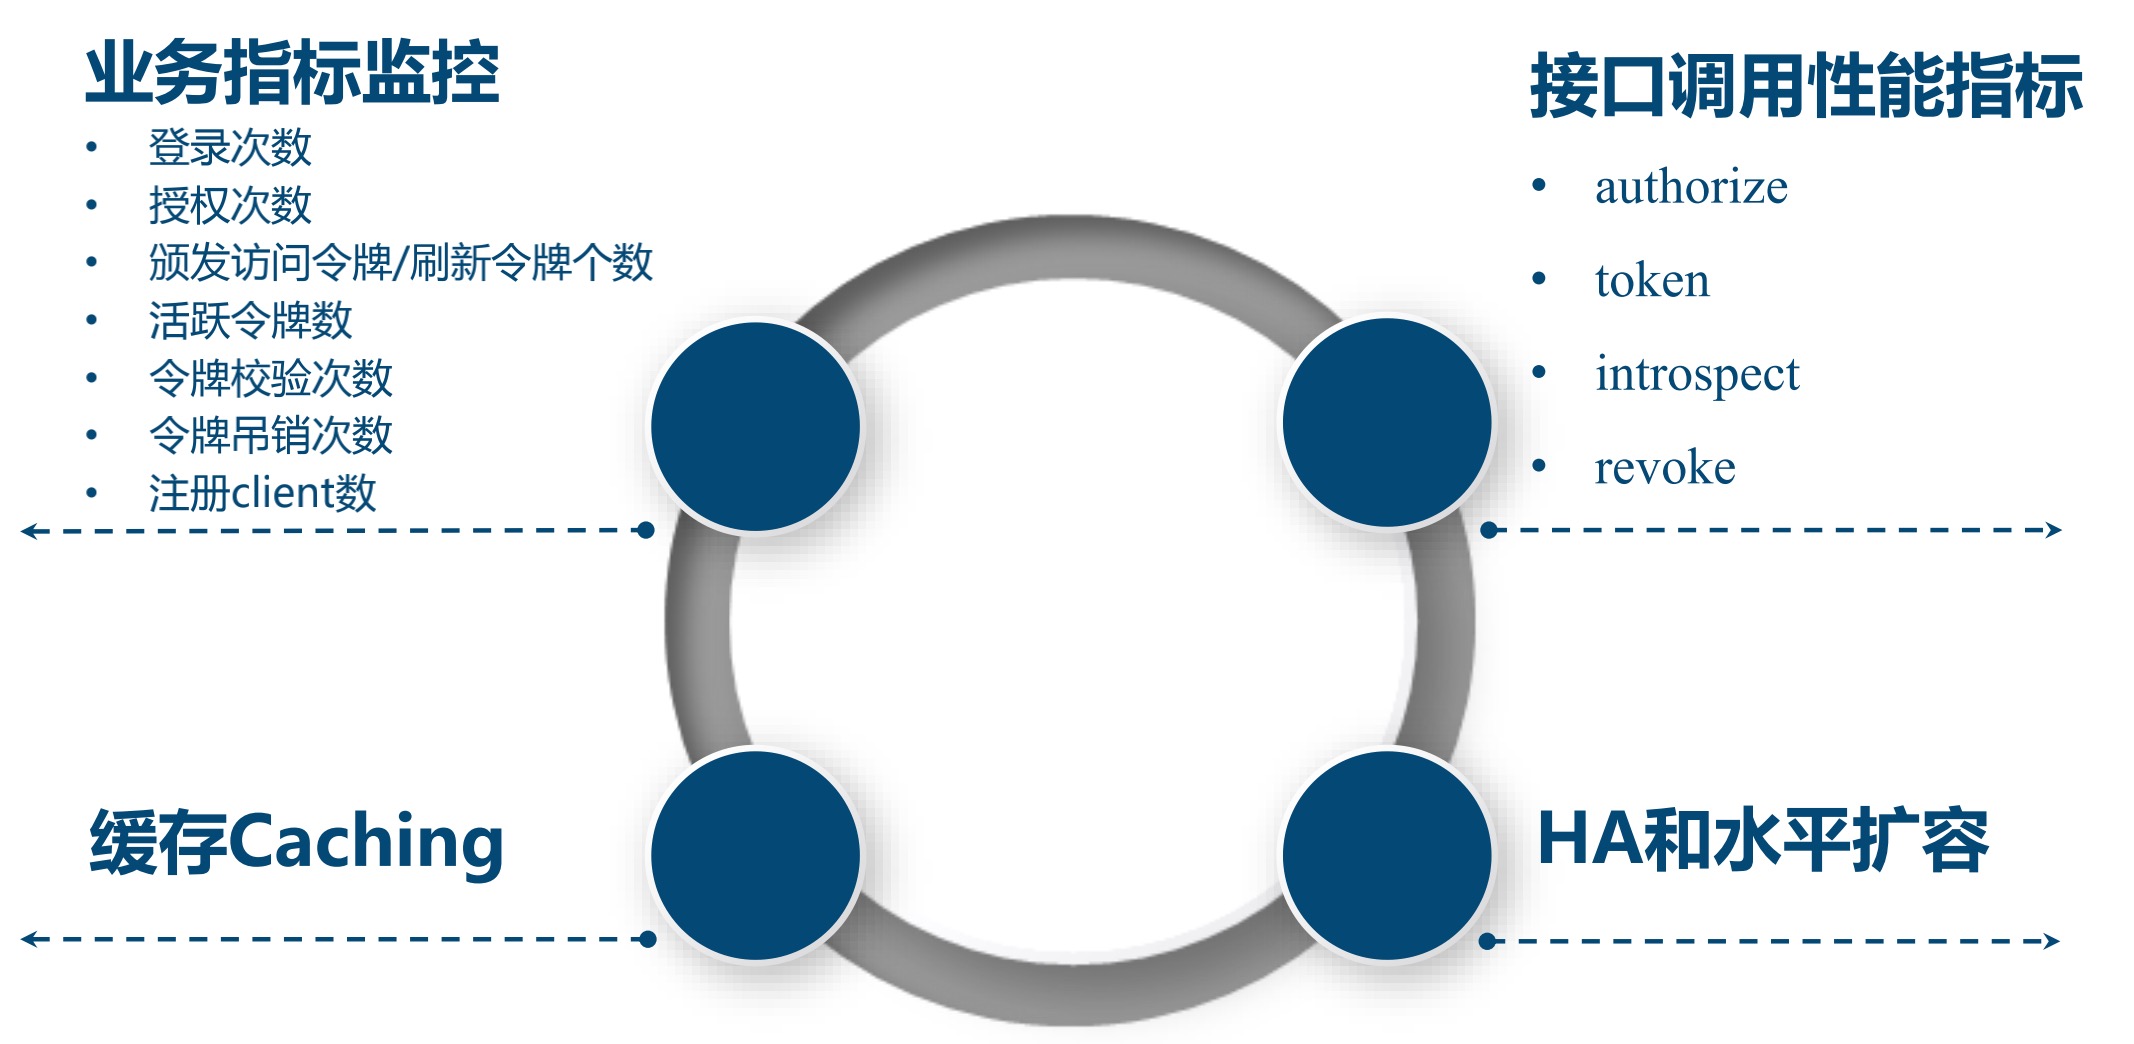 业务指标监控
• 登录次数
• 授权次数
• 颁发访问令牌/刷新令牌个数
• 活跃令牌数
• 令牌校验次数
• 令牌吊销次数
• 注册client数
接口调用性能指标
• authorize
• token
• introspect
• revoke
缓存Caching
HA和水平扩容